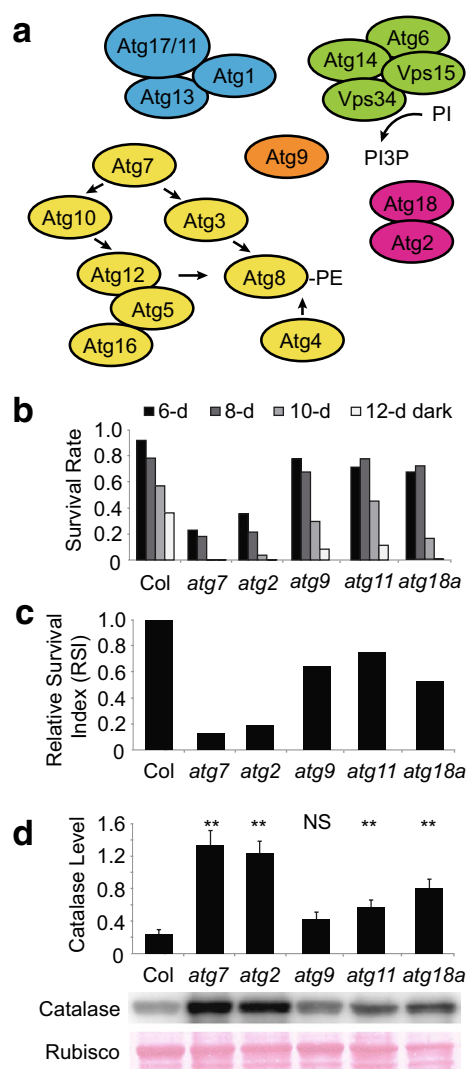 a
Atg17/11
Atg1
Atg13
Atg6
Atg14
Vps15
Vps34
PI
PI3P
Atg9
Atg18
Atg2
Atg7
Atg10
Atg3
Atg12
Atg8
-PE
Atg5
Atg16
Atg4
b
6-d
8-d
10-d
12-d dark
Survival Rate
1.0
0.8
0.6
0.4
0.2
0
Col
atg7
atg2
atg9
atg11
atg18a
c
Relative Survival
Index (RSI)
1.0
0.8
0.6
0.4
0.2
0
Col
atg7
atg2
atg9
atg11
atg18a
d
Catalase Level
1.6
1.2
0.8
0.4
0
**
**
NS
**
**
Col
atg7
atg2
atg9
atg11
atg18a
Catalase
Rubisco